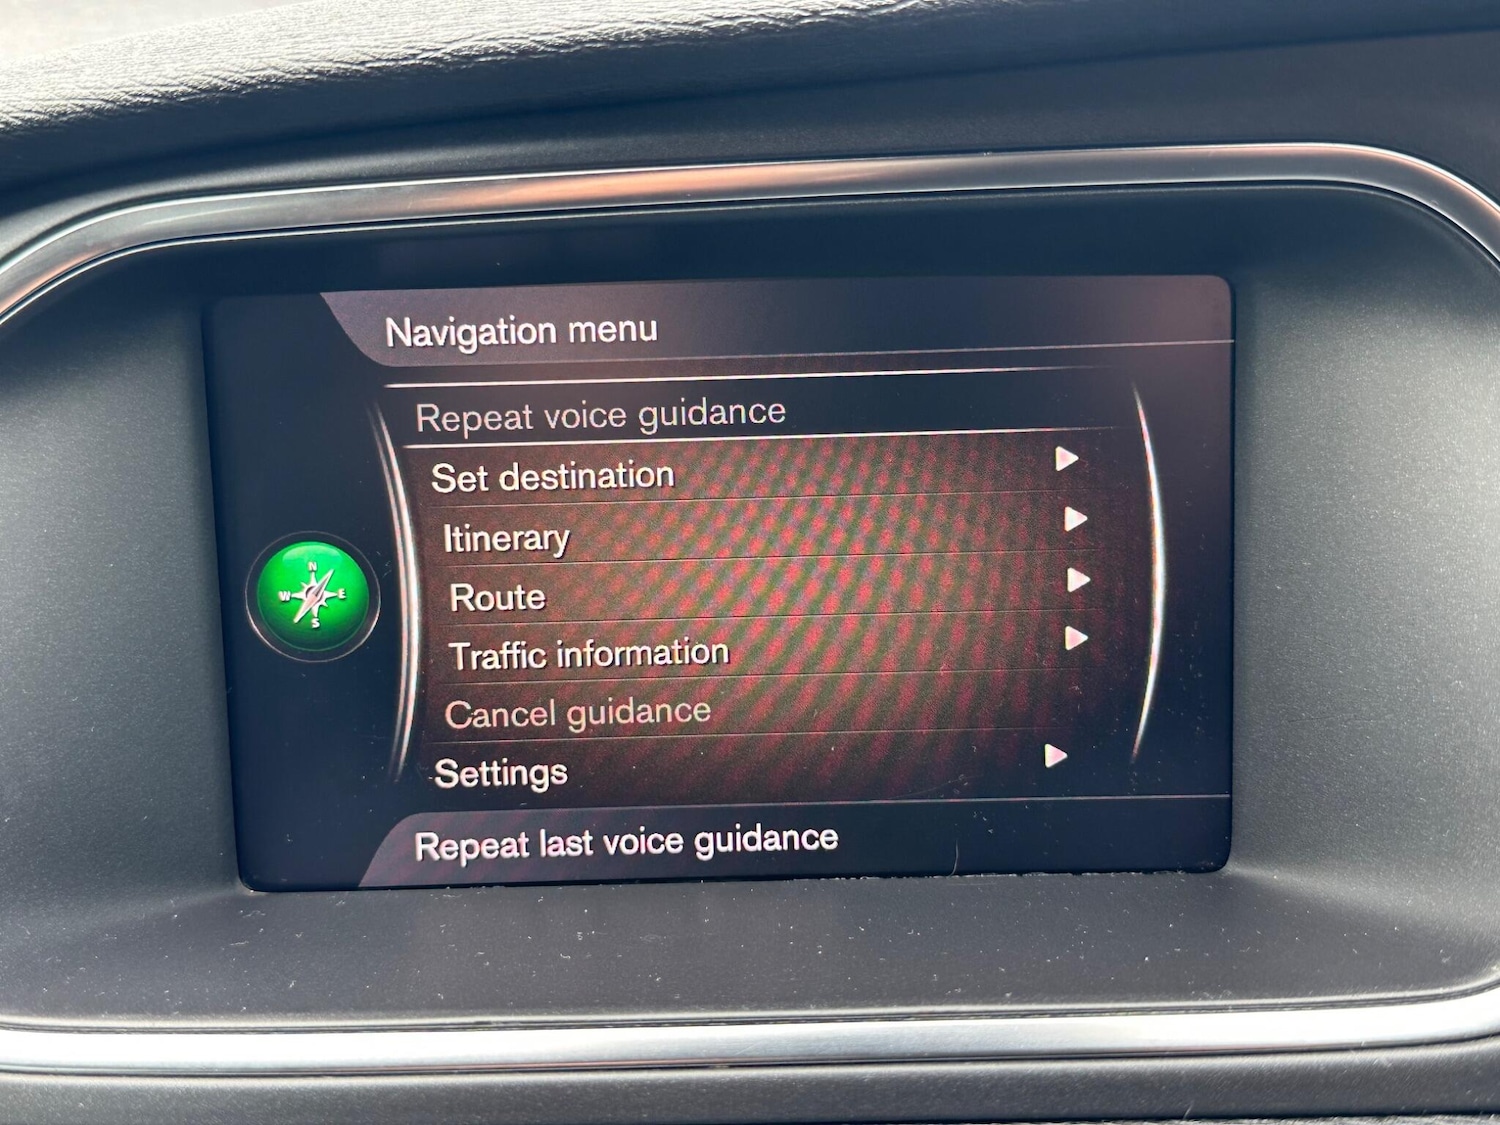 Navigation menu
Repeat voice guidance
Set destination
Itinerary
Route
Traffic information
Cancel guidance
Settings
Repeat last voice guidance
N
W E
S